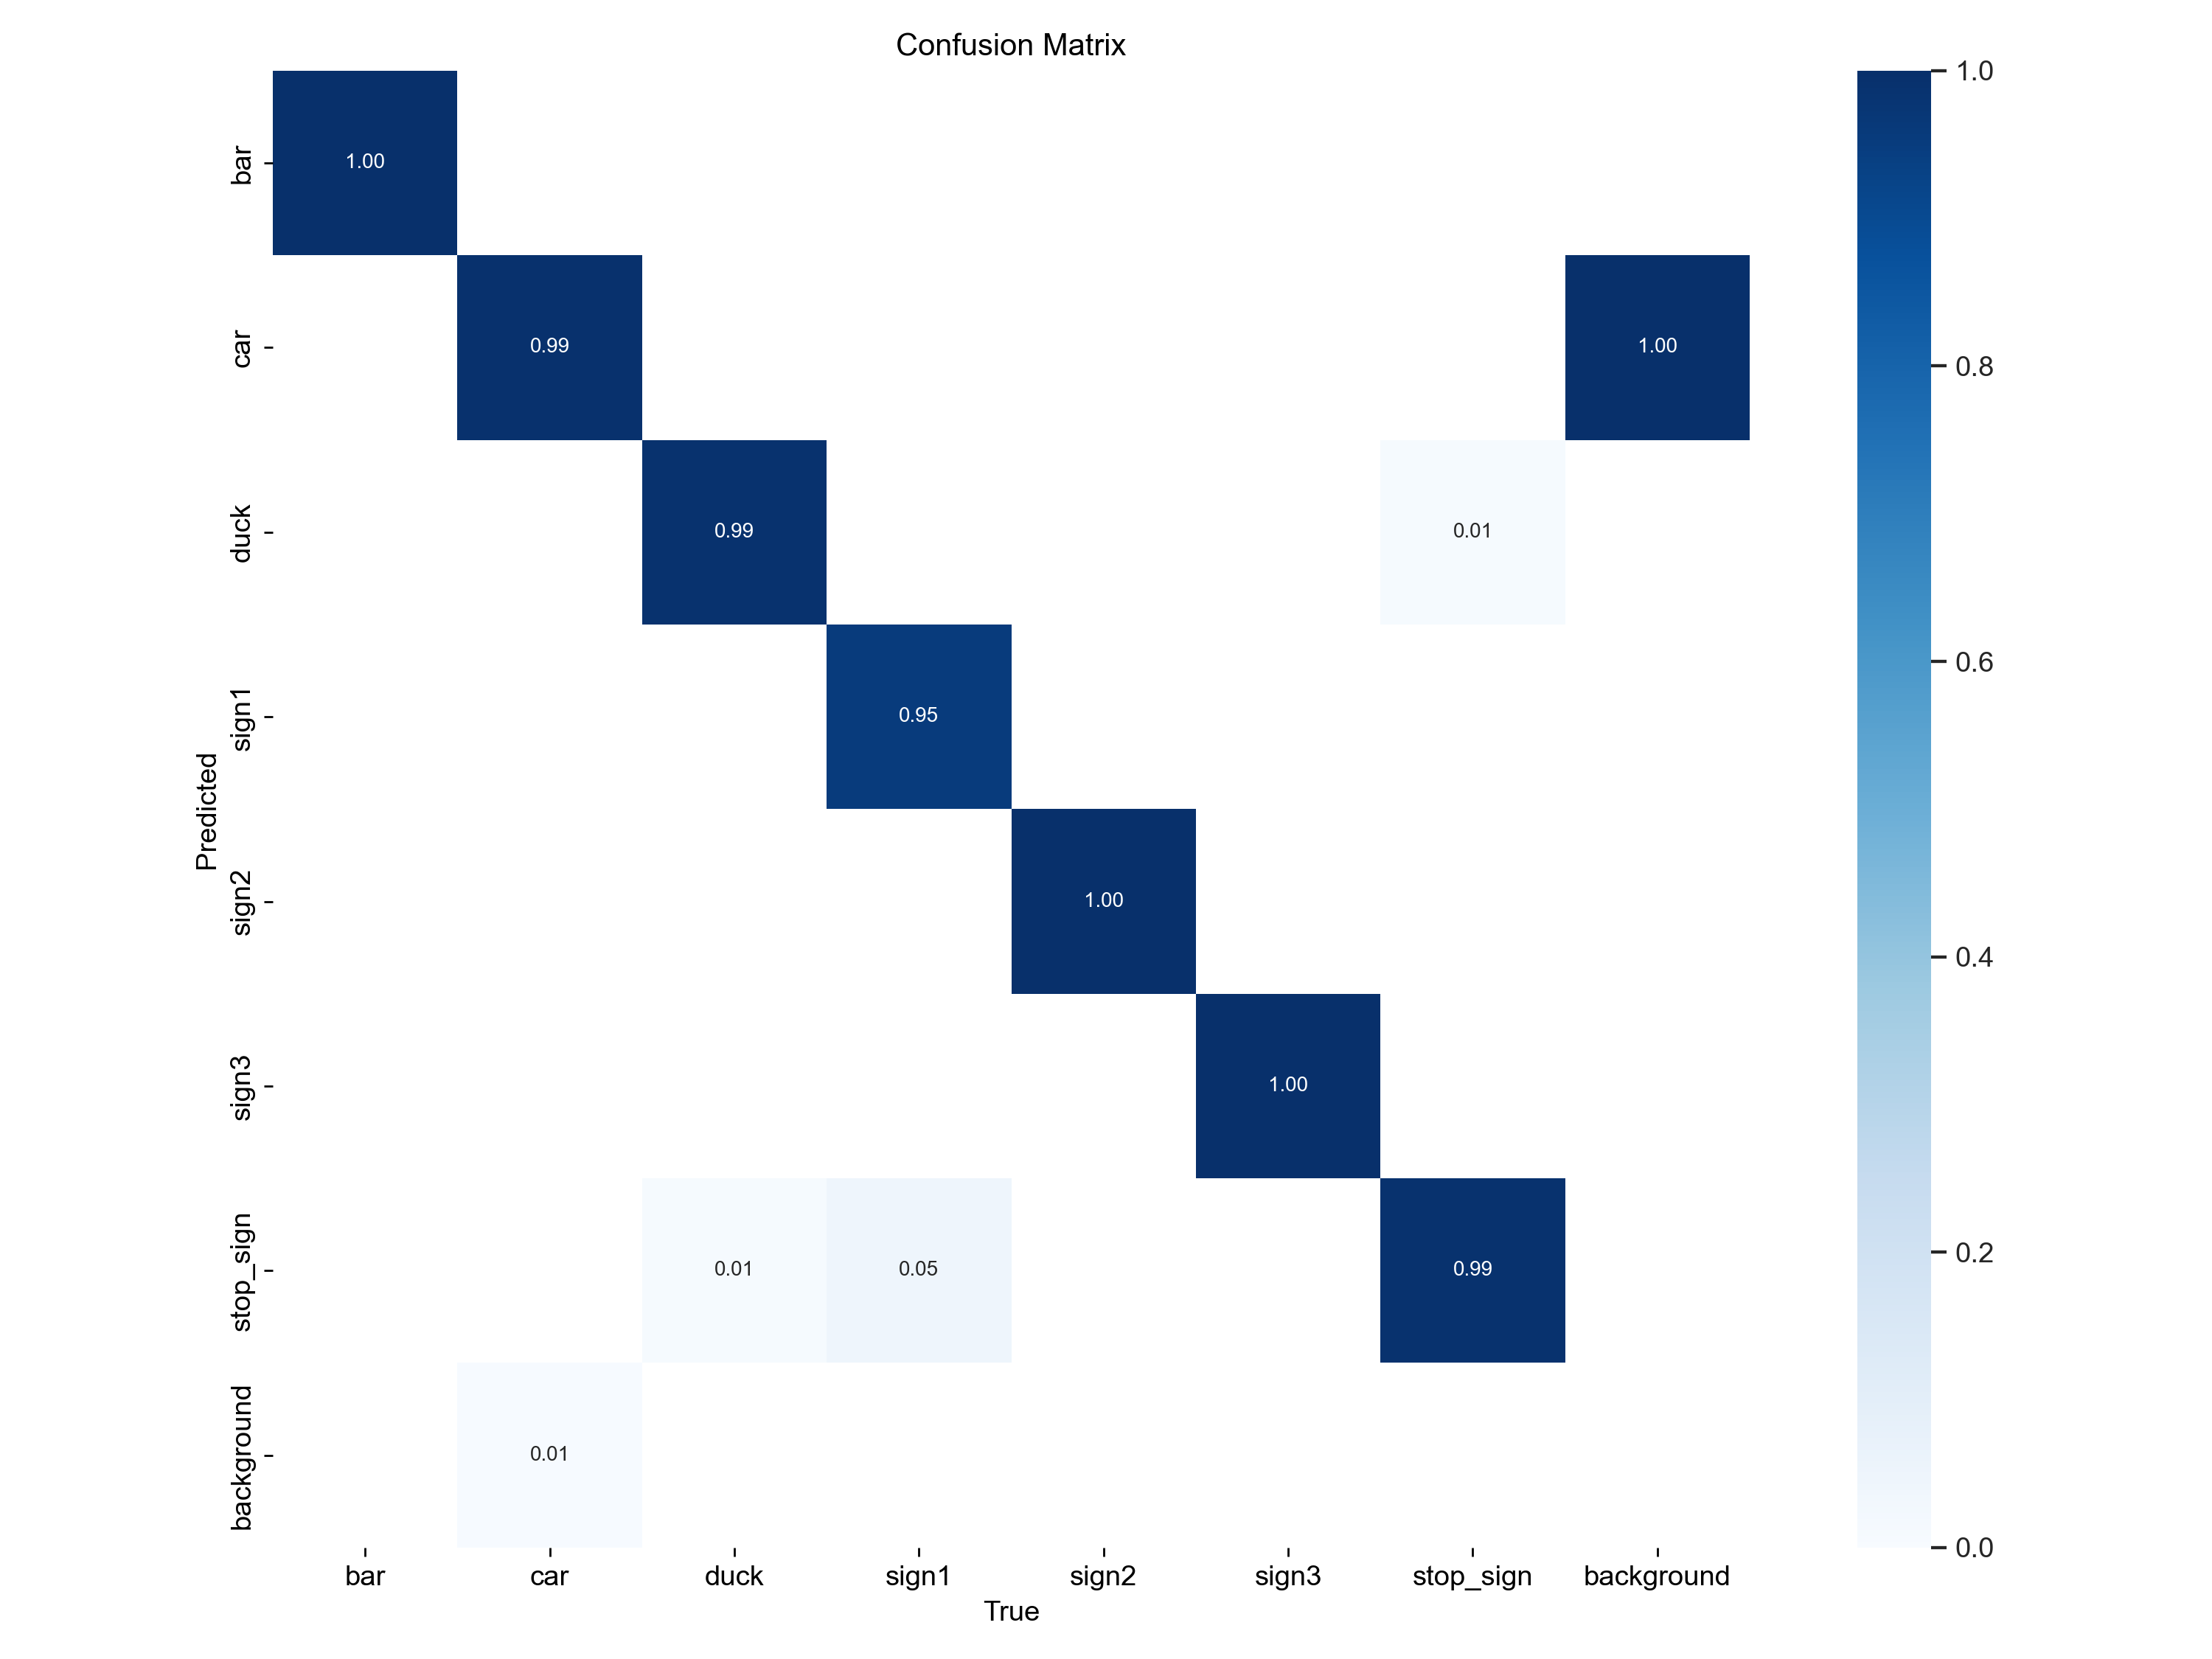 Confusion Matrix
1.0
bar
1.00
car
0.99
1.00
0.8
duck
0.99
0.01
0.6
sign1
0.95
Predicted
sign2
1.00
0.4
sign3
1.00
stop_sign
0.01
0.05
0.99
0.2
background
0.01
0.0
bar car duck sign1 sign2 sign3 stop_sign background
True